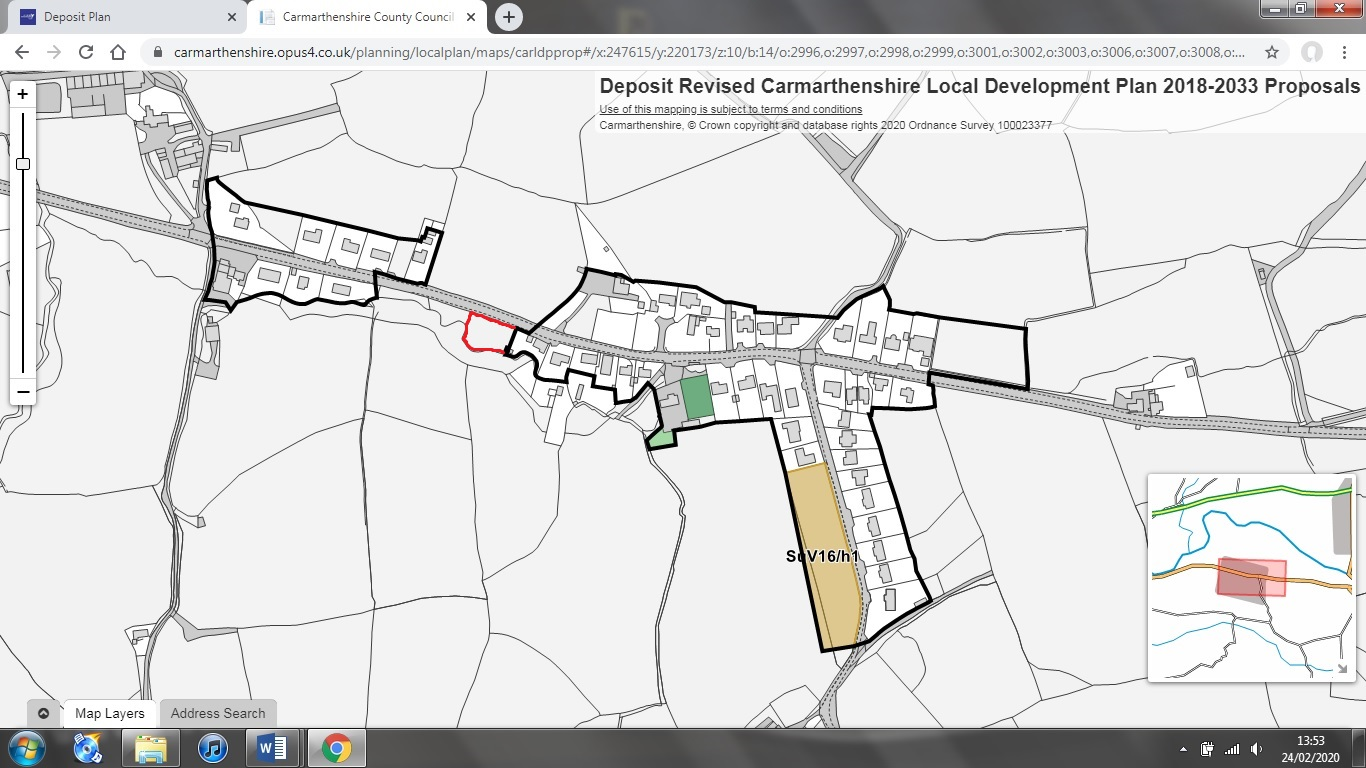 Deposit Plan
Carmarthenshire County Council
carmarthenshire.opus4.co.uk/planning/localplan/maps/carldpprop#/x:247615/y:220173/z:10/b:14/o:2996,o:2997,o:2998,o:2999,o:3001,o:3002,o:3003,o:3006,o:3007,o:3008,o:...
Deposit Revised Carmarthenshire Local Development Plan 2018-2033 Proposals
Use of this mapping is subject to terms and conditions
Carmarthenshire, © Crown copyright and database rights 2020 Ordnance Survey 100023377
SuV16/h1
Map Layers
Address Search
13:53
24/02/2020